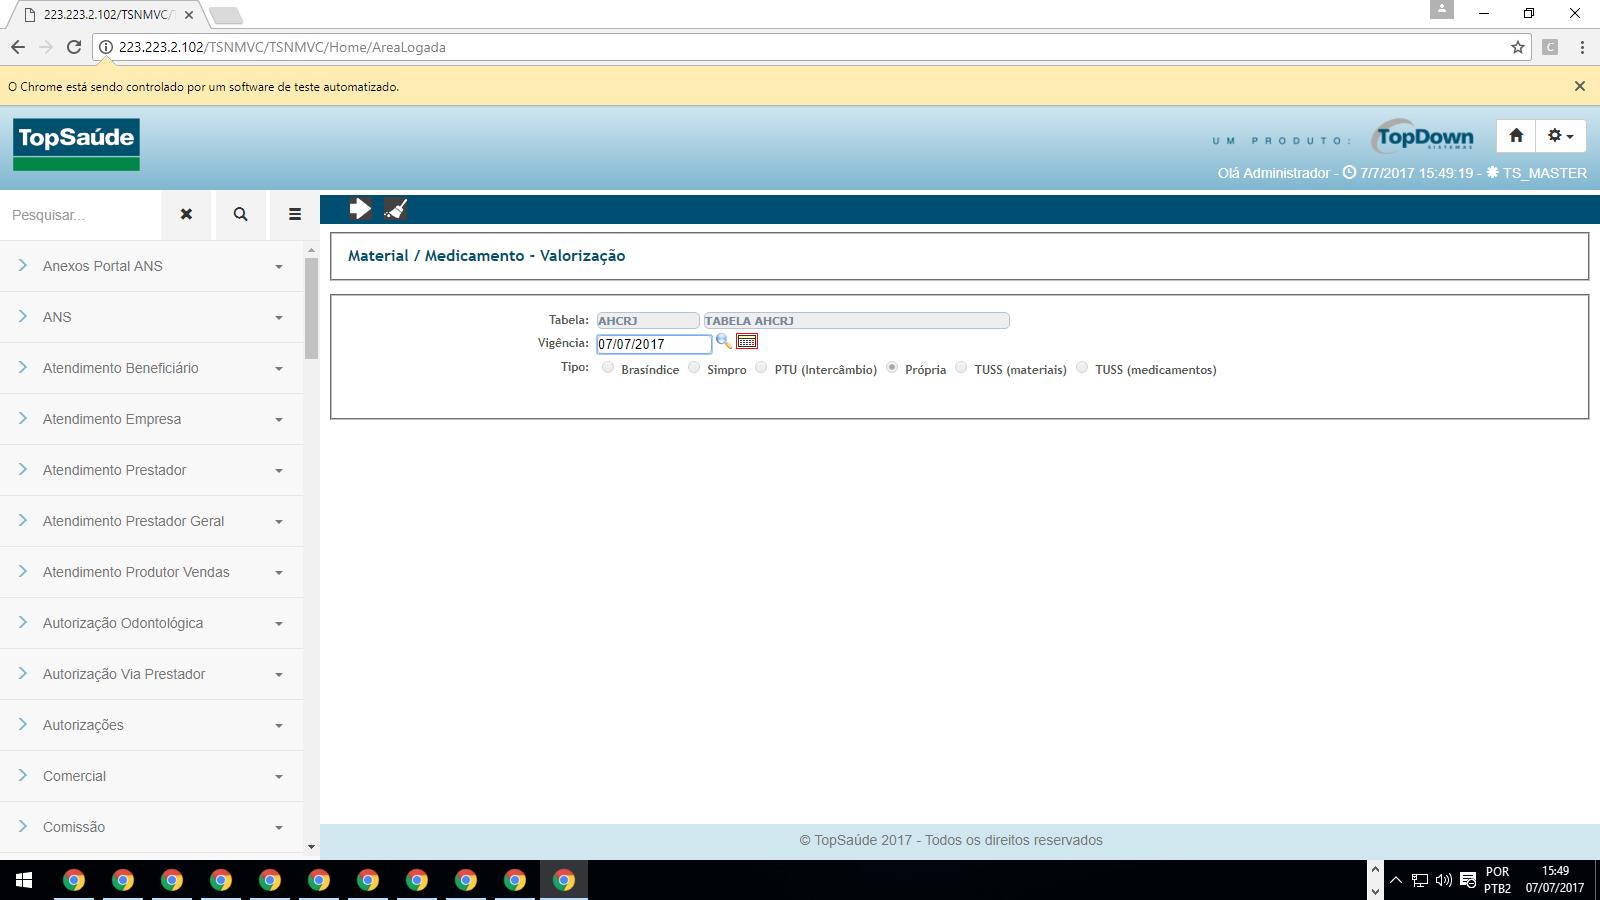 223.223.2.102/TSNMVC/T
223.223.2.102/TSNMVC/TSNMVC/Home/AreaLogada
C
O Chrome está sendo controlado por um software de teste automatizado.
TopSaúde
UM PRODUTO:
TopDown
SISTEMAS
Olá Administrador - 7/7/2017 15:49:19 - TS_MASTER
Pesquisar...
Material / Medicamento - Valorização
Anexos Portal ANS
ANS
Atendimento Beneficiário
Atendimento Empresa
Atendimento Prestador
Atendimento Prestador Geral
Atendimento Produtor Vendas
Autorização Odontológica
Autorização Via Prestador
Autorizações
Comercial
Comissão
Tabela: AHCRJ TABELA AHCRJ
Vigência: 07/07/2017
Tipo: Brasíndice Simpro PTU (Intercâmbio) Própria TUSS (materiais) TUSS (medicamentos)
© TopSaúde 2017 - Todos os direitos reservados
POR
PTB2
15:49
07/07/2017